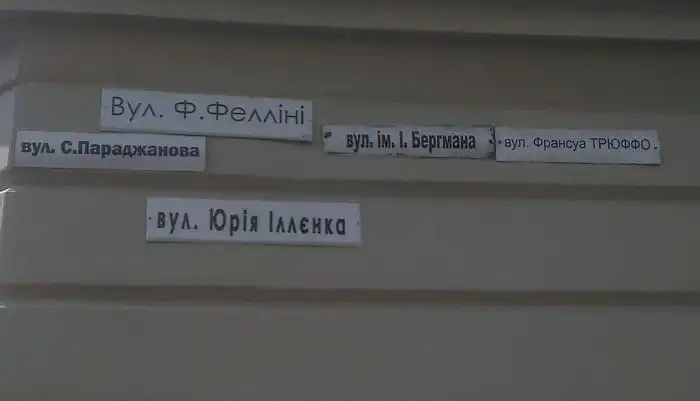 Вул. Ф.Фелліні
вул. С.Параджанова
вул. ім. І. Бергмана
вул. Франсуа ТРЮФФО
вул. Юрія Іллєнка